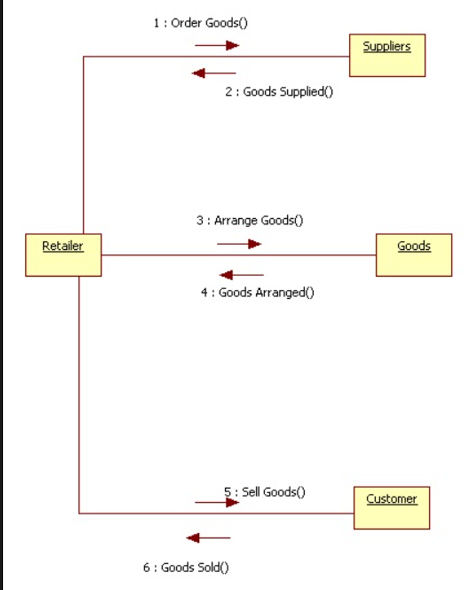 1 : Order Goods()
Suppliers
2 : Goods Supplied()
3 : Arrange Goods()
Retailer
Goods
4 : Goods Arranged()
5 : Sell Goods()
Customer
6 : Goods Sold()